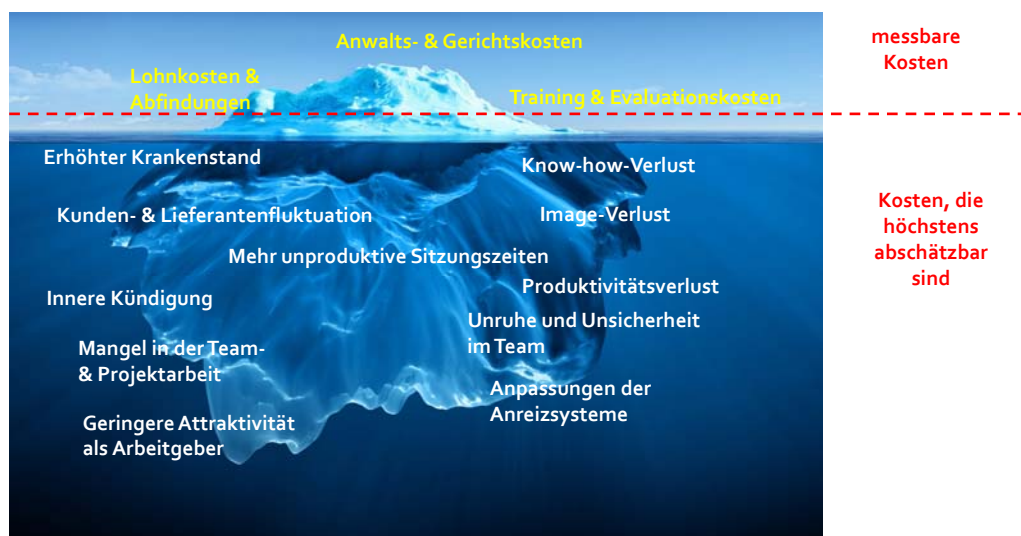 Anwalts- & Gerichtskosten
messbare
Kosten
Lohnkosten &
Abfindungen
Training & Evaluationskosten
Erhöhter Krankenstand
Know-how-Verlust
Kunden- & Lieferantenfluktuation
Image-Verlust
Kosten, die
höchstens
abschätzbar
sind
Mehr unproduktive Sitzungszeiten
Produktivitätsverlust
Innere Kündigung
Unruhe und Unsicherheit
im Team
Mangel in der Team-
& Projektarbeit
Anpassungen der
Anreizsysteme
Geringere Attraktivität
als Arbeitgeber